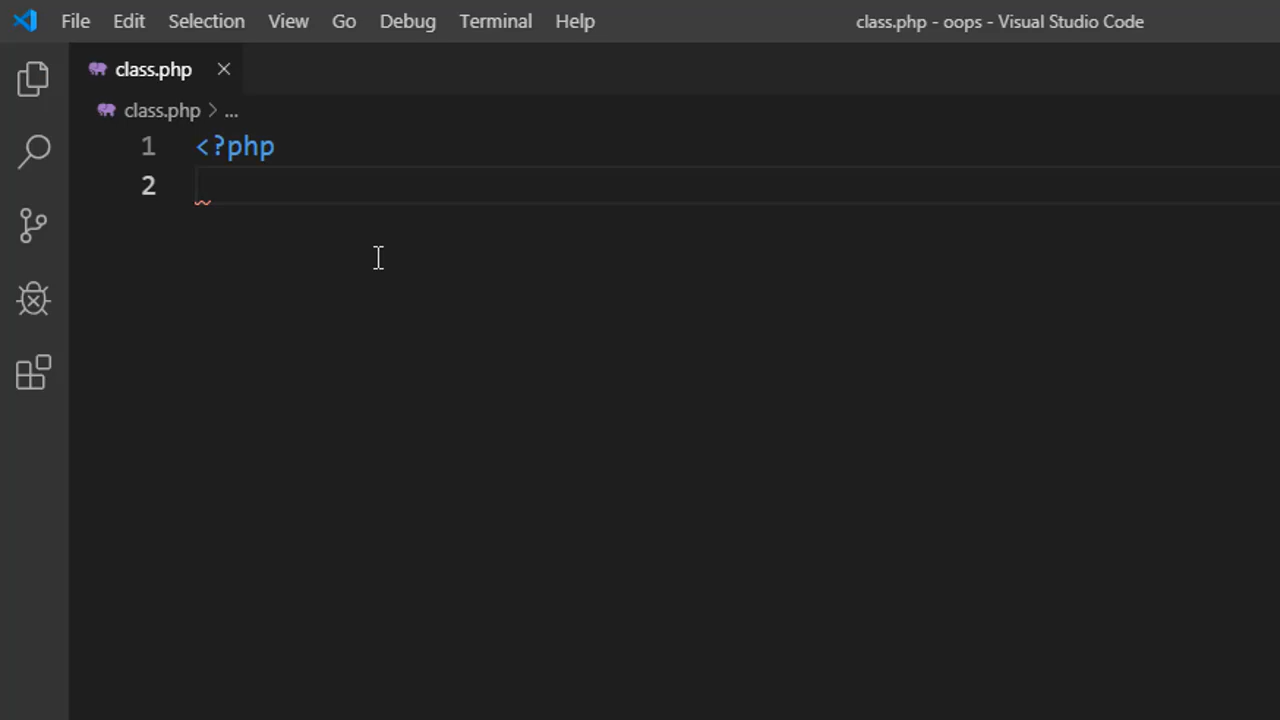 File Edit Selection View Go Debug Terminal Help class.php - oops - Visual Studio Code
class.php
class.php > ...
1 <?php
2